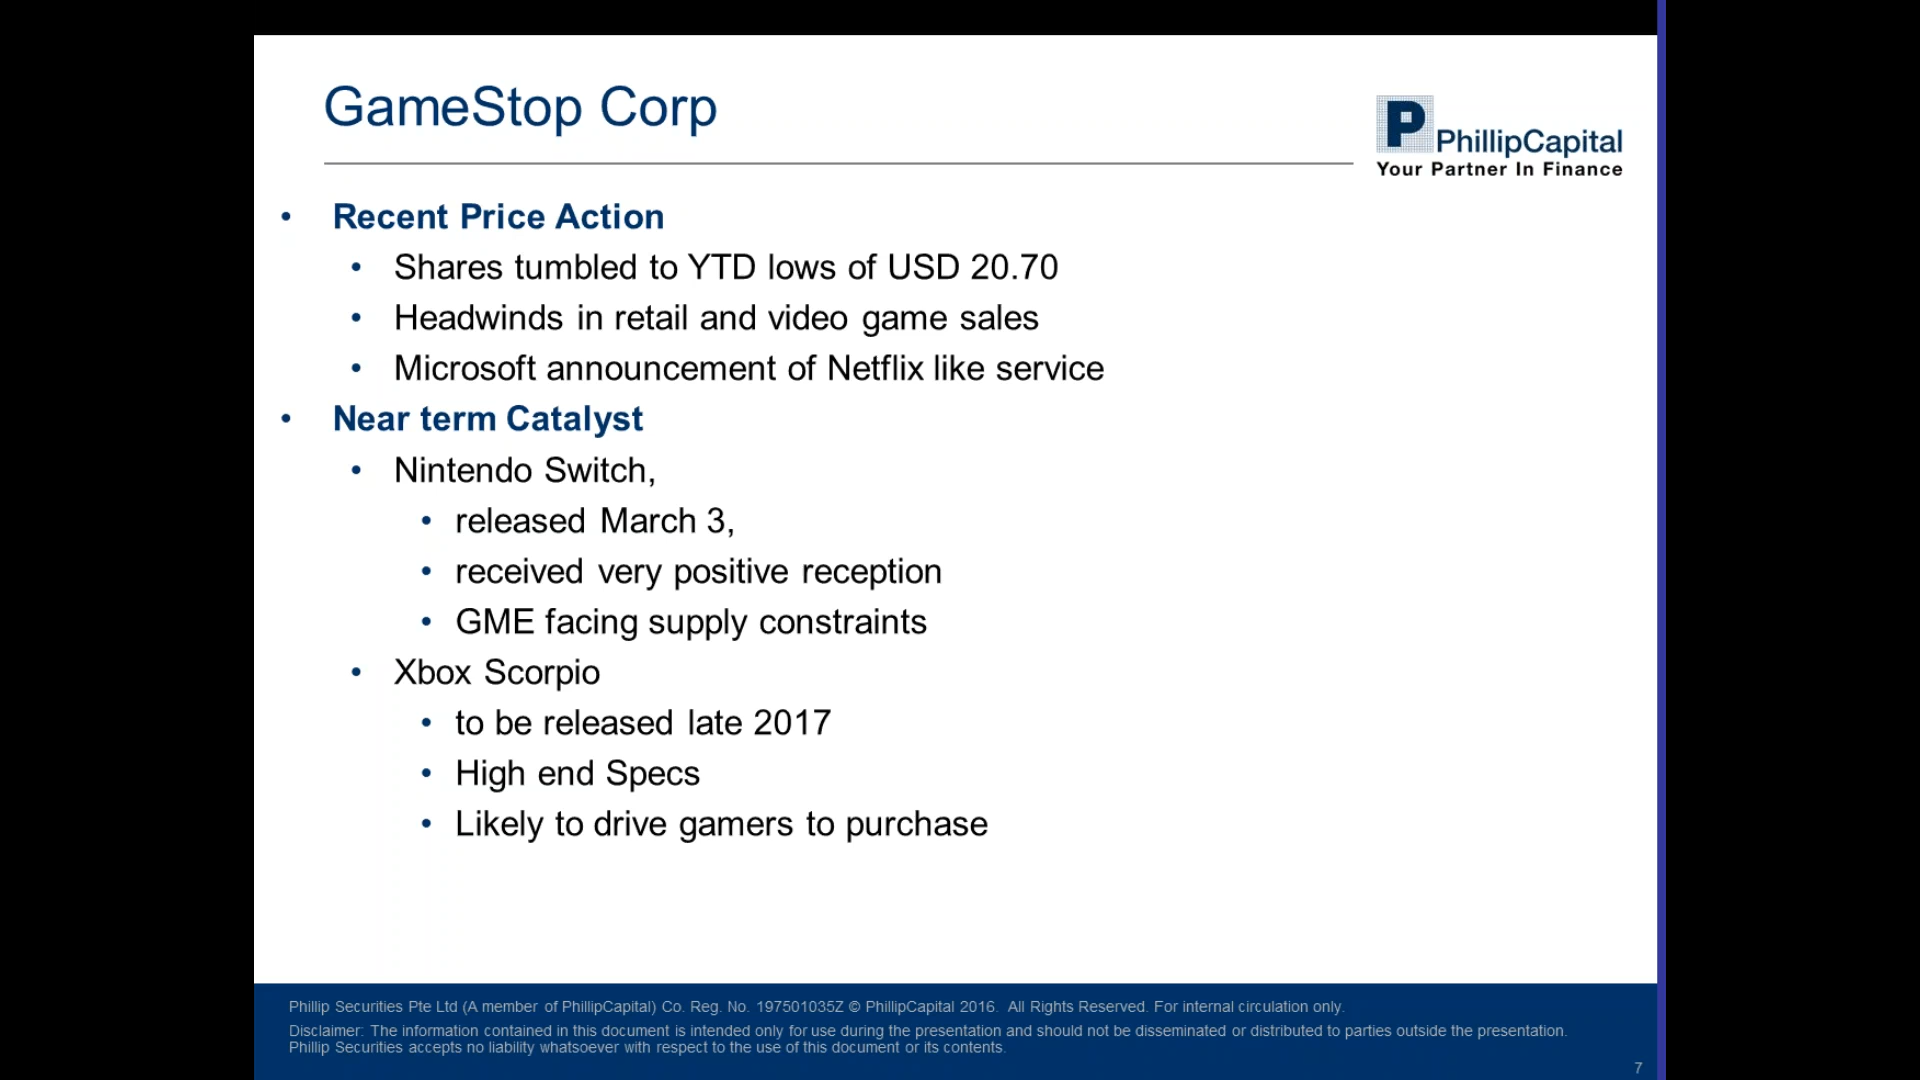 GameStop Corp
P PhillipCapital
Your Partner In Finance
• Recent Price Action
• Shares tumbled to YTD lows of USD 20.70
• Headwinds in retail and video game sales
• Microsoft announcement of Netflix like service
• Near term Catalyst
• Nintendo Switch,
• released March 3,
• received very positive reception
• GME facing supply constraints
• Xbox Scorpio
• to be released late 2017
• High end Specs
• Likely to drive gamers to purchase
Phillip Securities Pte Ltd (A member of PhillipCapital) Co. Reg. No. 197501035Z © PhillipCapital 2016. All Rights Reserved. For internal circulation only.
Disclaimer: The information contained in this document is intended only for use during the presentation and should not be disseminated or distributed to parties outside the presentation.
Phillip Securities accepts no liability whatsoever with respect to the use of this document or its contents.
7